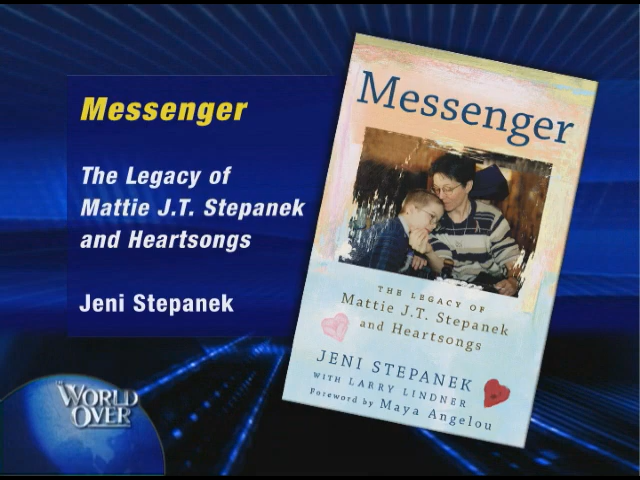 Messenger
The Legacy of
Mattie J.T. Stepanek
and Heartsongs
Jeni Stepanek
Messenger
THE LEGACY OF
Mattie J.T. Stepanek
and Heartsongs
JENI STEPANEK
WITH LARRY LINDNER
Foreword by Maya Angelou
THE
WORLD
OVER